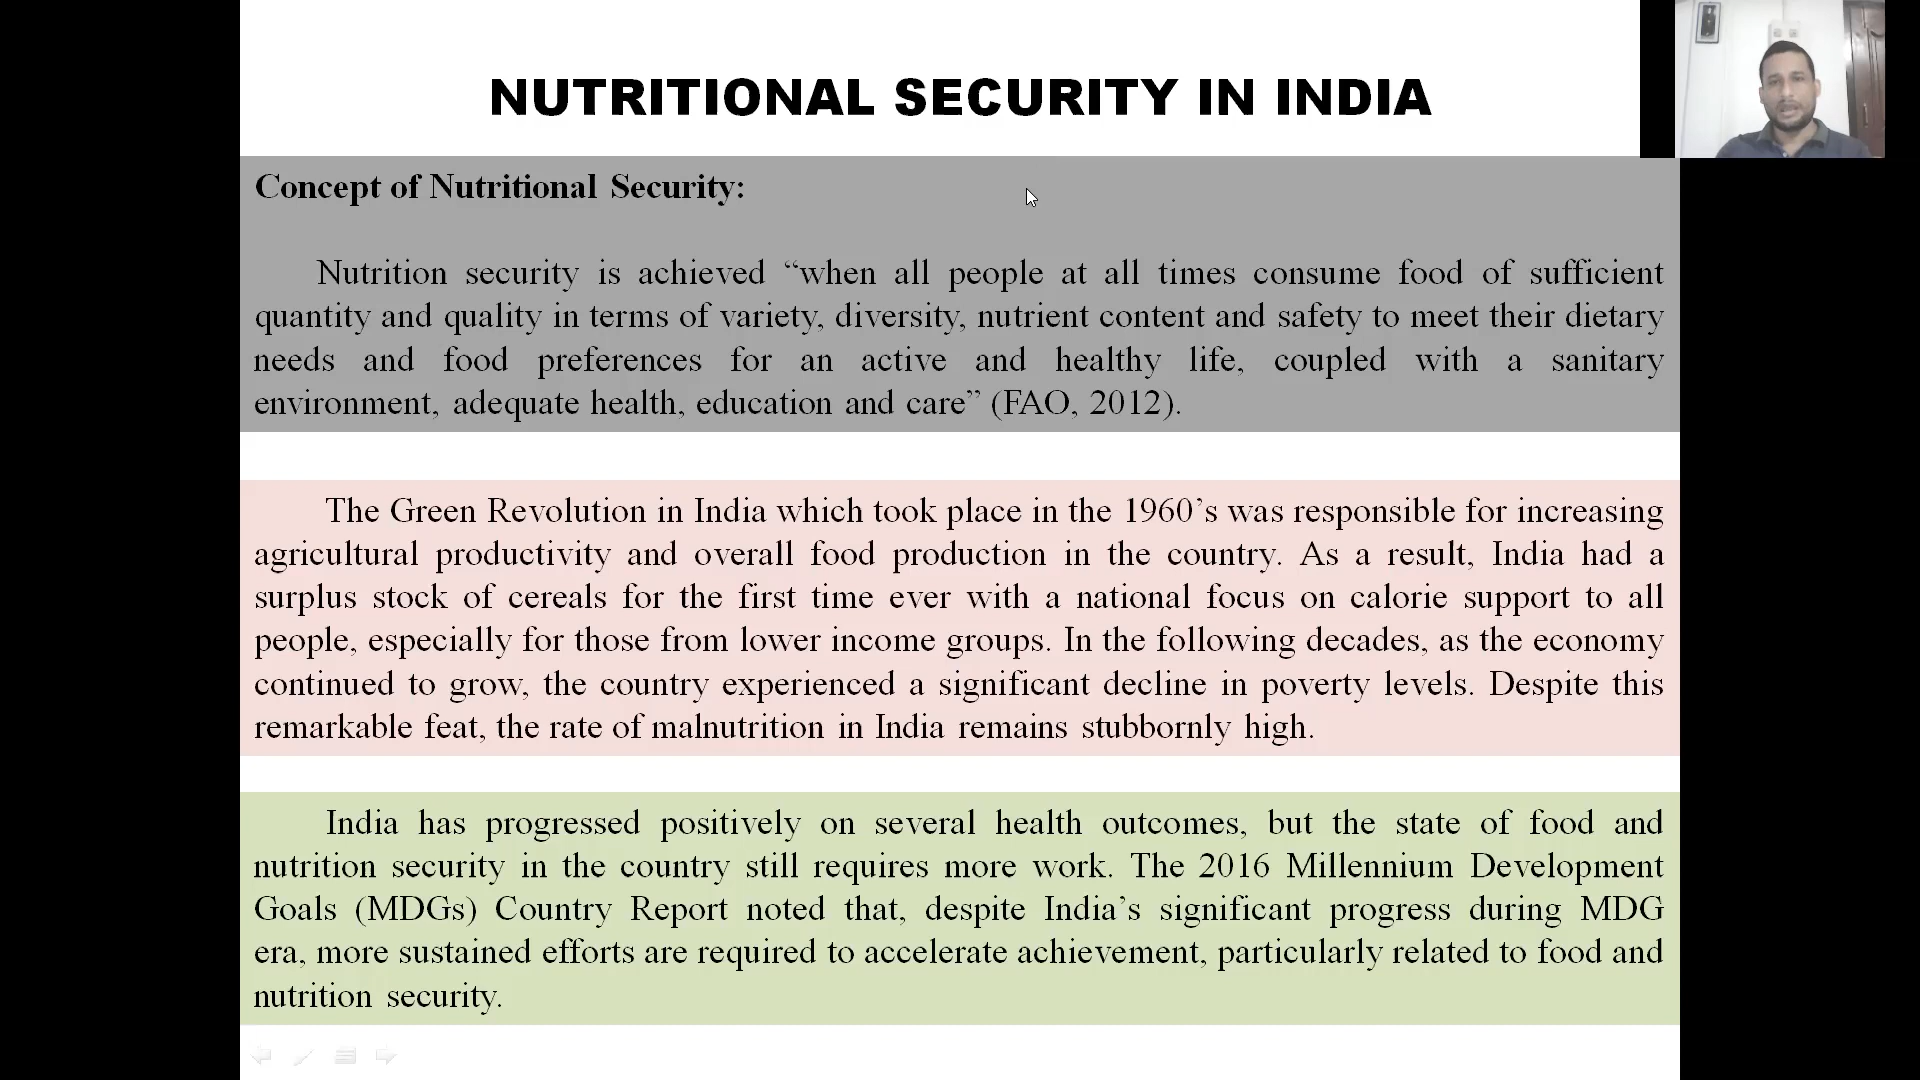 NUTRITIONAL SECURITY IN INDIA
Concept of Nutritional Security:
Nutrition security is achieved “when all people at all times consume food of sufficient
quantity and quality in terms of variety, diversity, nutrient content and safety to meet their dietary
needs and food preferences for an active and healthy life, coupled with a sanitary
environment, adequate health, education and care” (FAO, 2012).
The Green Revolution in India which took place in the 1960’s was responsible for increasing
agricultural productivity and overall food production in the country. As a result, India had a
surplus stock of cereals for the first time ever with a national focus on calorie support to all
people, especially for those from lower income groups. In the following decades, as the economy
continued to grow, the country experienced a significant decline in poverty levels. Despite this
remarkable feat, the rate of malnutrition in India remains stubbornly high.
India has progressed positively on several health outcomes, but the state of food and
nutrition security in the country still requires more work. The 2016 Millennium Development
Goals (MDGs) Country Report noted that, despite India’s significant progress during MDG
era, more sustained efforts are required to accelerate achievement, particularly related to food and
nutrition security.